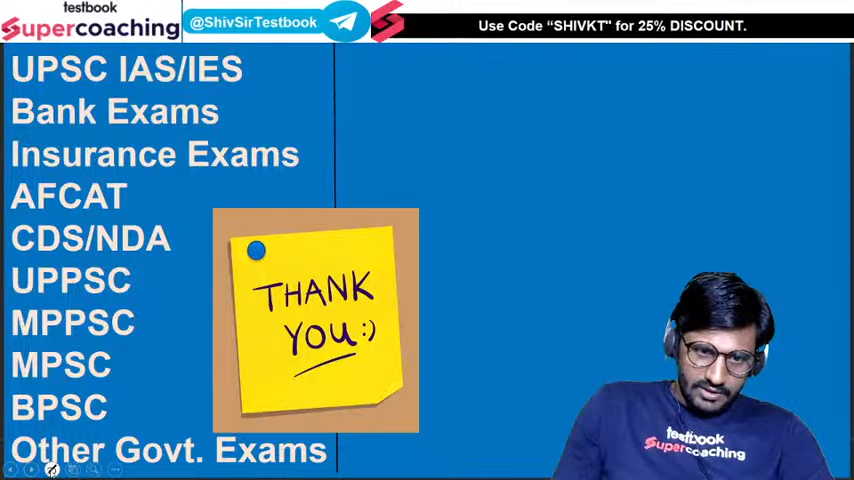 testbook
Supercoaching
@ShivSirTestbook
Use Code “SHIVKT" for 25% DISCOUNT.
UPSC IAS/IES
Bank Exams
Insurance Exams
AFCAT
CDS/NDA
UPPSC
MPPSC
MPSC
BPSC
Other Govt. Exams
THANK
YOU:)
testbook
Supercoaching